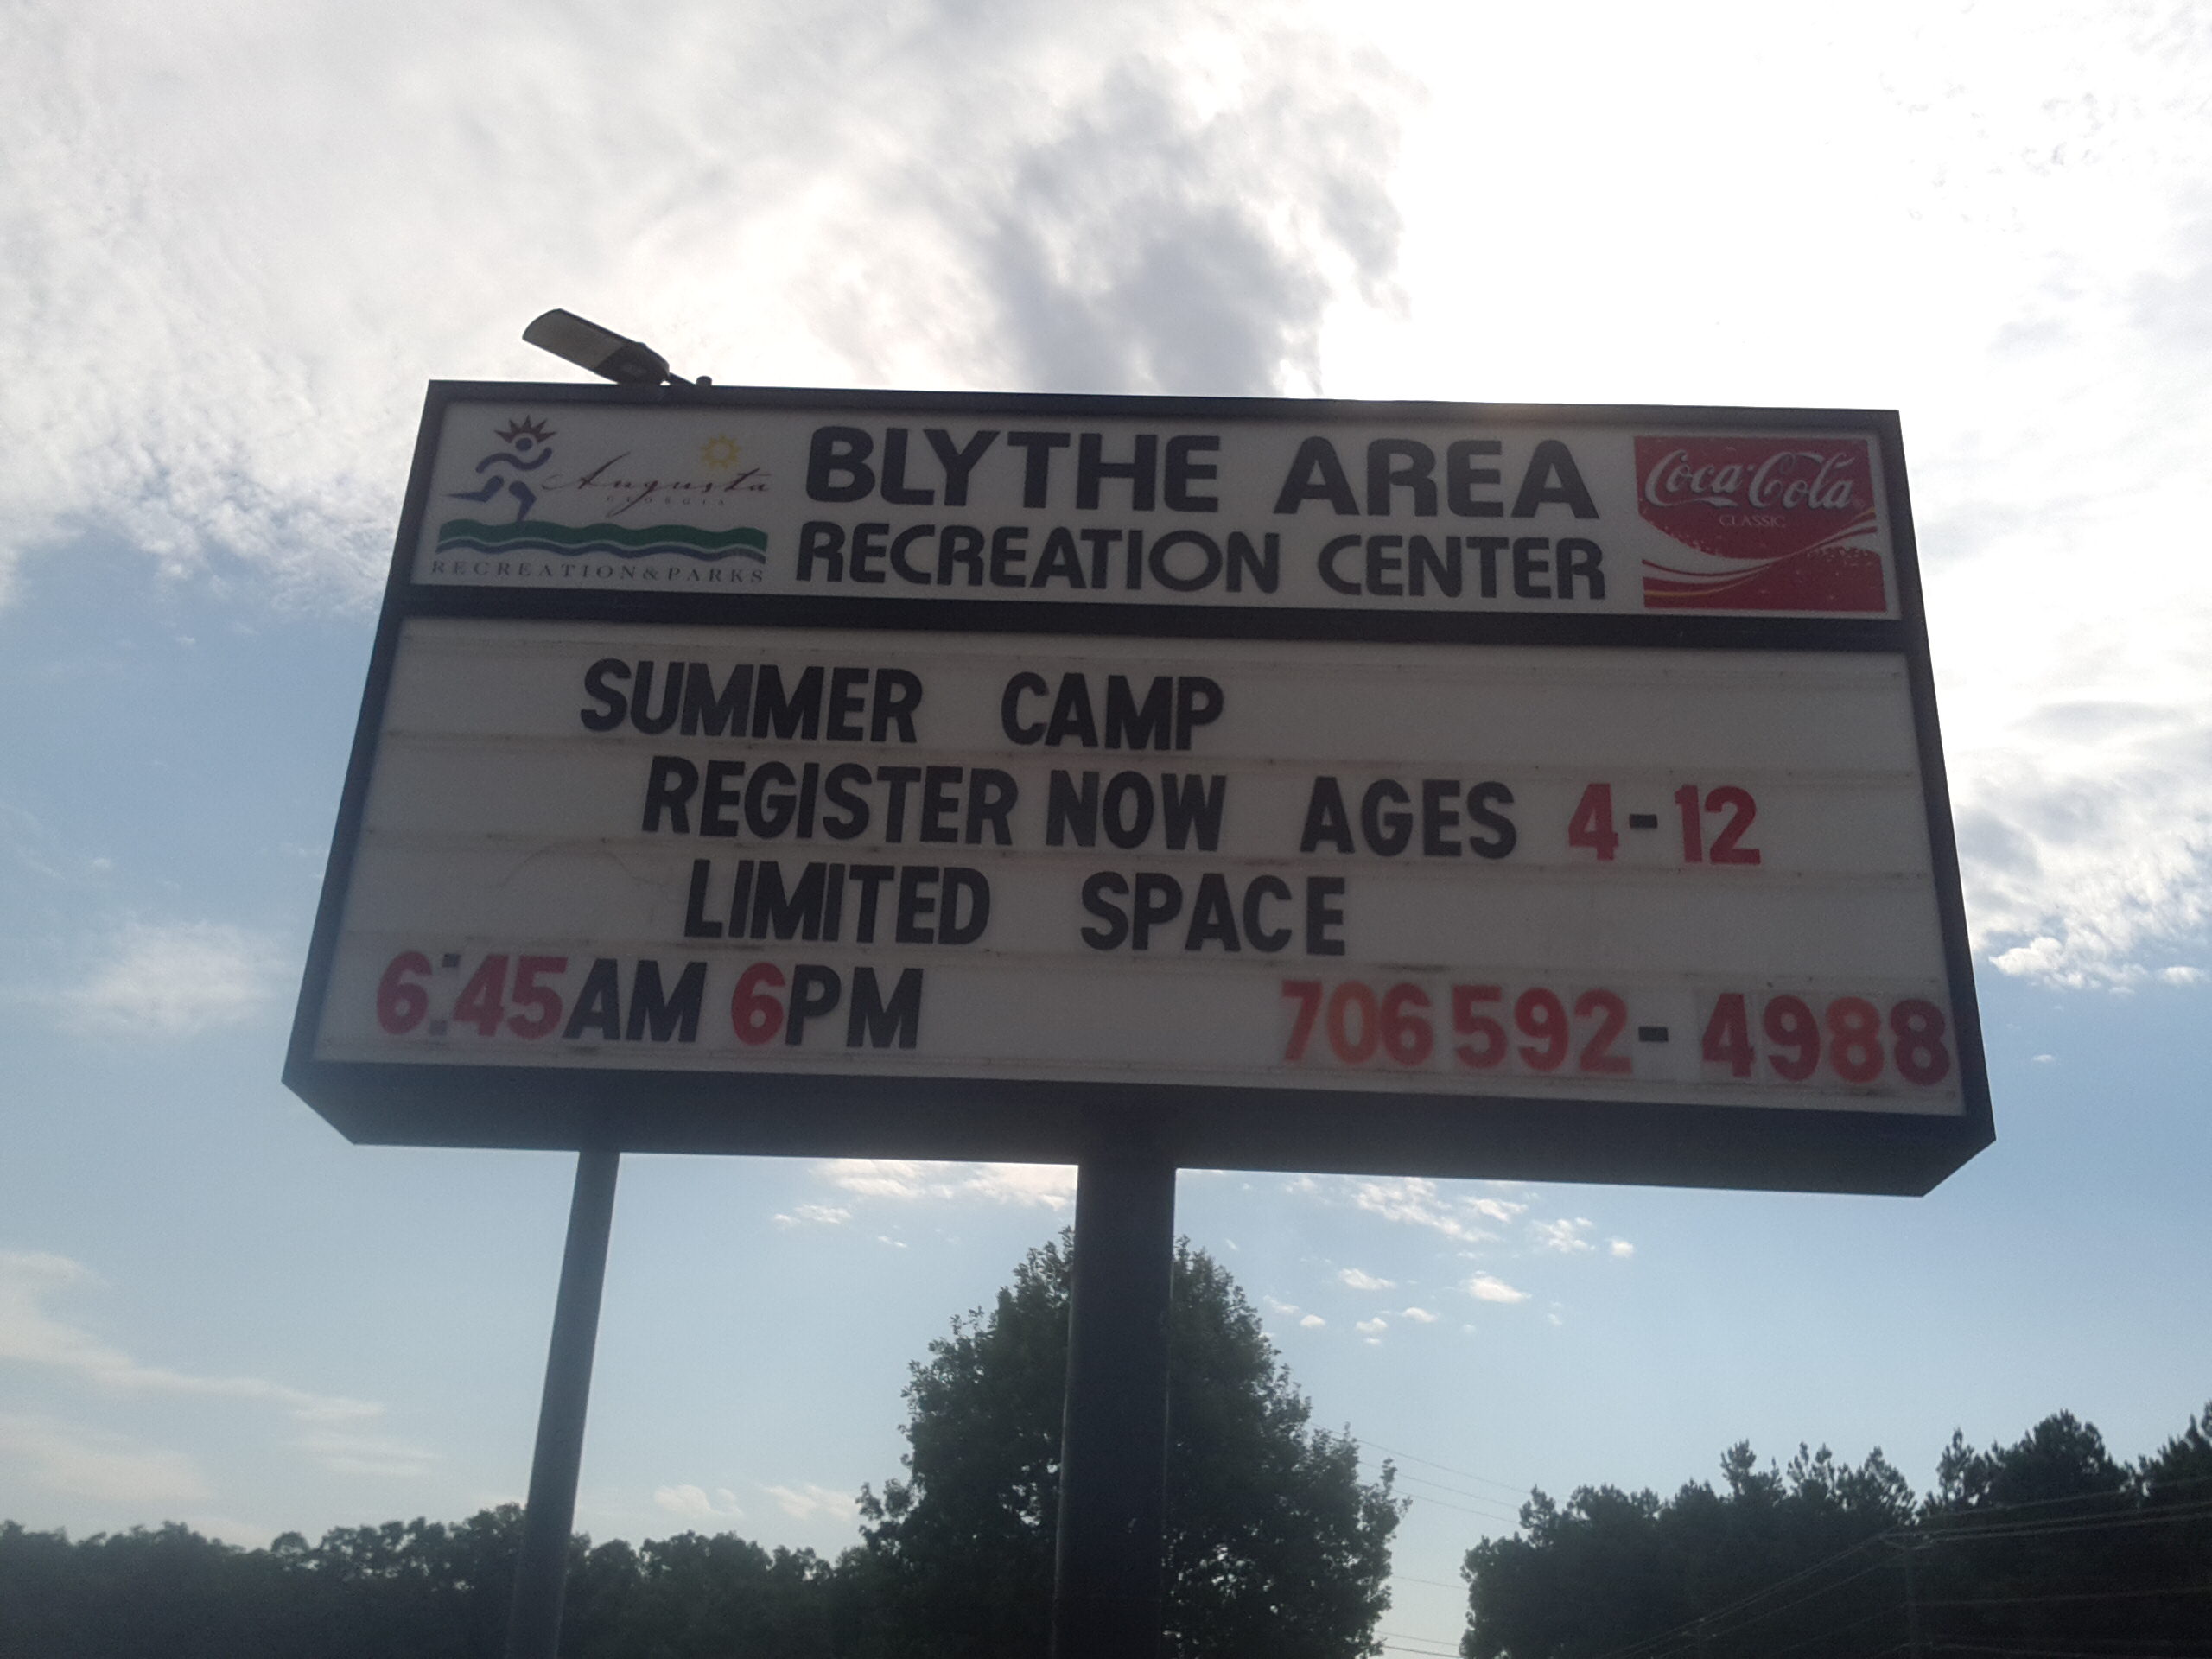 Augusta
GEORGIA
RECREATION & PARKS
BLYTHE AREA
RECREATION CENTER
Coca-Cola
CLASSIC
SUMMER CAMP
REGISTER NOW AGES 4-12
LIMITED SPACE
6:45AM 6PM 706 592-4988